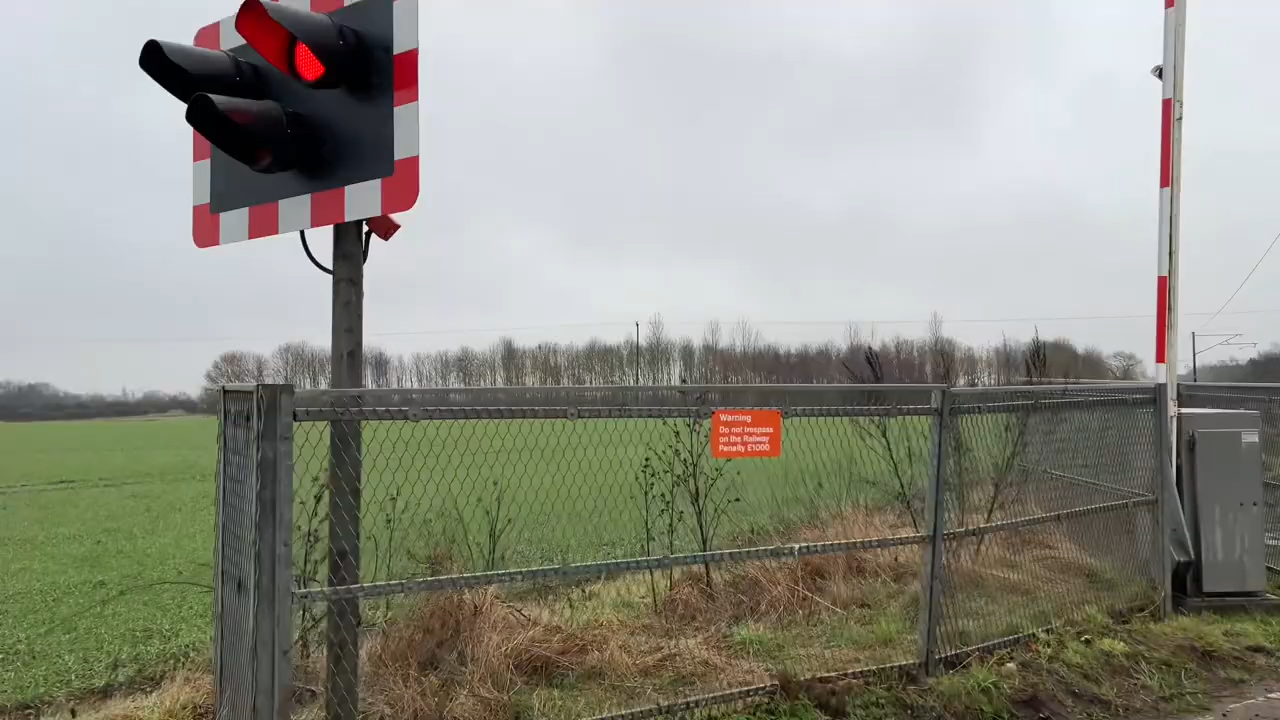 Warning
Do not trespass
on the Railway
Penalty £1000